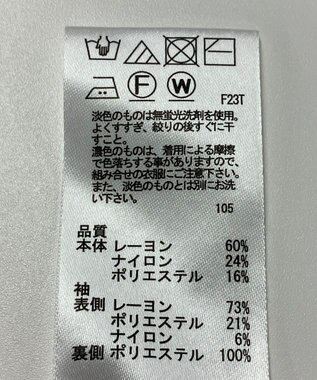 F W
F23T
淡色のものは無蛍光洗剤を使用。
よくすすぎ、絞りの後すぐに干
すこと。
濃色のものは、着用による摩擦
で色落ちする事がありますので、
組み合せの衣服にご注意下さい。
また、淡色のものとは別にお洗
い下さい。
105
品質
本体 レーヨン 60%
ナイロン 24%
ポリエステル 16%
袖
表側 レーヨン 73%
ポリエステル 21%
ナイロン 6%
裏側 ポリエステル 100%